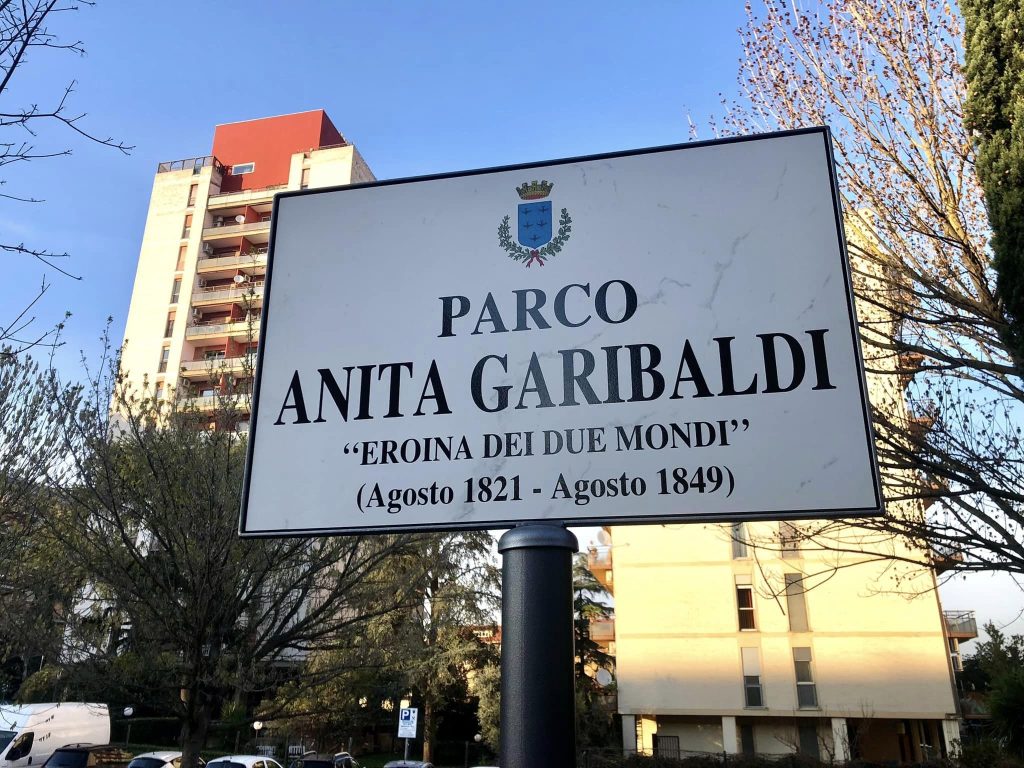 PARCO
ANITA GARIBALDI
“EROINA DEI DUE MONDI”
(Agosto 1821 - Agosto 1849)
P